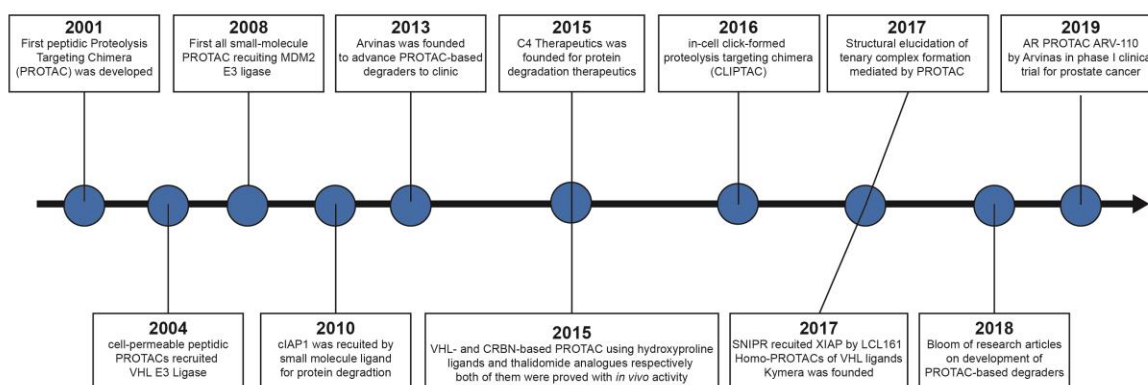 2001
First peptidic Proteolysis
Targeting Chimera
(PROTAC) was developed
2008
First all small-molecule
PROTAC recuiting MDM2
E3 ligase
2013
Arvinas was founded
to advance PROTAC-based
degraders to clinic
2015
C4 Therapeutics was
founded for protein
degradation therapeutics
2016
in-cell click-formed
proteolysis targeting chimera
(CLIPTAC)
2017
Structural elucidation of
tenary complex formation
mediated by PROTAC
2019
AR PROTAC ARV-110
by Arvinas in phase I clinical
trial for prostate cancer
2004
cell-permeable peptidic
PROTACs recruited
VHL E3 Ligase
2010
cIAP1 was recuited by
small molecule ligand
for protein degradtion
2015
VHL- and CRBN-based PROTAC using hydroxyproline
ligands and thalidomide analogues respectively
both of them were proved with in vivo activity
2017
SNIPR recuited XIAP by LCL161
Homo-PROTACs of VHL ligands
Kymera was founded
2018
Bloom of research articles
on development of
PROTAC-based degraders